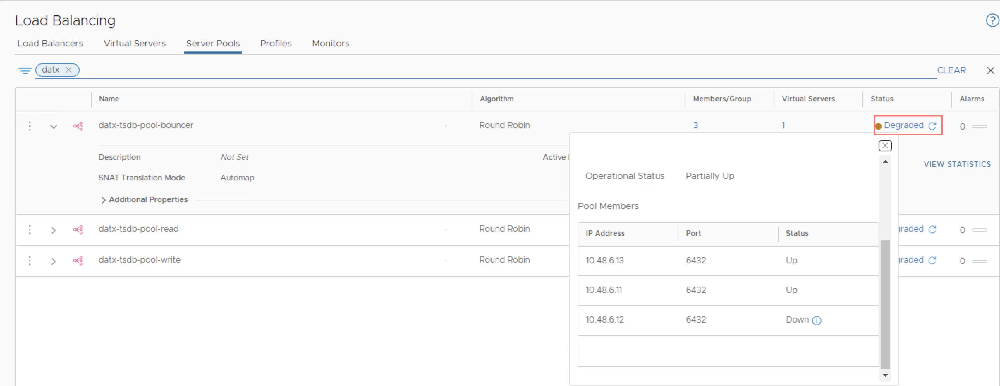 Load Balancing
Load Balancers Virtual Servers Server Pools Profiles Monitors
datx
CLEAR
Name Algorithm Members/Group Virtual Servers Status Alarms
datx-tsdb-pool-bouncer Round Robin 3 1 Degraded 0
Description Not Set Active
VIEW STATISTICS
SNAT Translation Mode Automap
Operational Status Partially Up
Additional Properties
Pool Members
IP Address Port Status
datx-tsdb-pool-read Round Robin graded 0
datx-tsdb-pool-write Round Robin graded 0
10.48.6.13 6432 Up
10.48.6.11 6432 Up
10.48.6.12 6432 Down